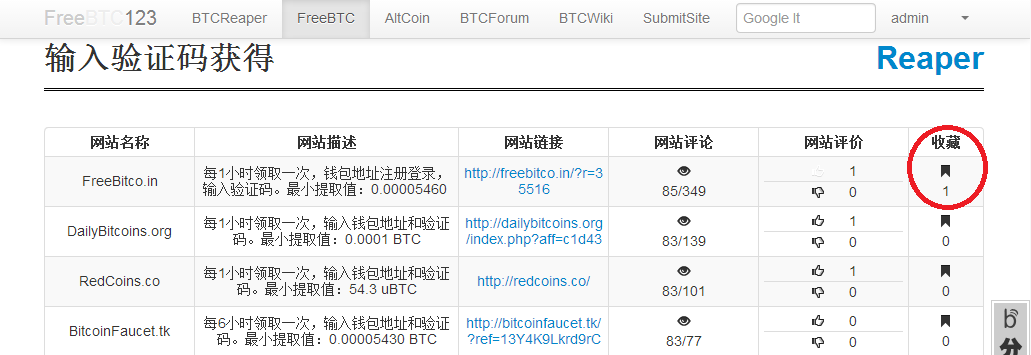 FreeBTC123 BTCReaper FreeBTC AltCoin BTCForum BTCWiki SubmitSite Google It admin
输入验证码获得 Reaper
网站名称 网站描述 网站链接 网站评论 网站评价 收藏
FreeBitco.in
每1小时领取一次，钱包地址注册登录，
输入验证码。最小提取值：0.00005460
http://freebitco.in/?r=3
5516
85/349
1
0
1
DailyBitcoins.org
每1小时领取一次，输入钱包地址和验证
码。最小提取值：0.0001 BTC
http://dailybitcoins.org
/index.php?aff=c1d43
83/139
1
0
0
RedCoins.co
每1小时领取一次，输入钱包地址和验证
码。最小提取值：54.3 uBTC
http://redcoins.co/
83/101
1
0
0
BitcoinFaucet.tk
每6小时领取一次，输入钱包地址和验证
码。最小提取值：0.00005430 BTC
http://bitcoinfaucet.tk/
?ref=13Y4K9Lkrd9rC
83/77
0
0
0